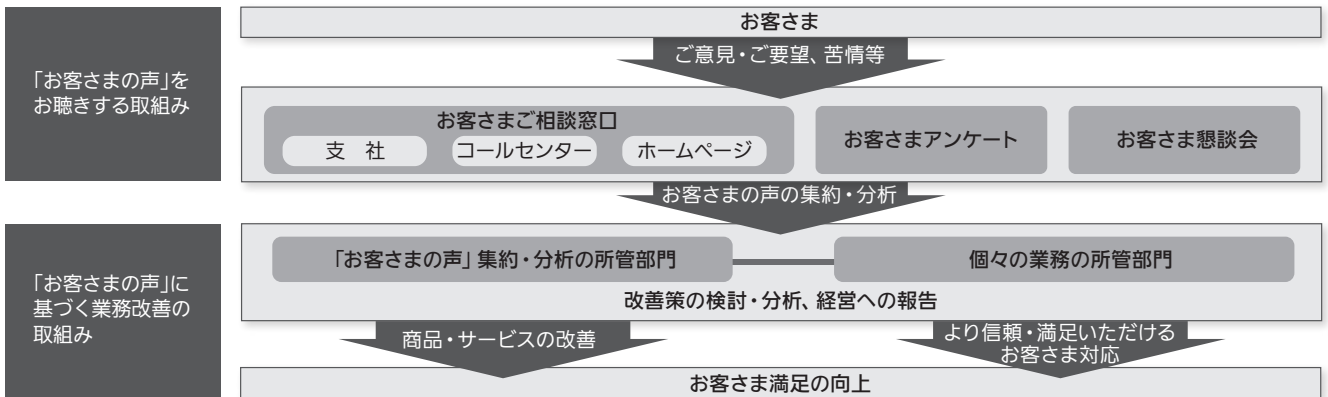 お客さま
ご意見・ご要望、苦情等
「お客さまの声」を
お聴きする取組み
お客さまご相談窓口
支 社
コールセンター
ホームページ
お客さまアンケート
お客さま懇談会
お客さまの声の集約・分析
「お客さまの声」に
基づく業務改善の
取組み
「お客さまの声」集約・分析の所管部門
個々の業務の所管部門
改善策の検討・分析、経営への報告
商品・サービスの改善
より信頼・満足いただける
お客さま対応
お客さま満足の向上